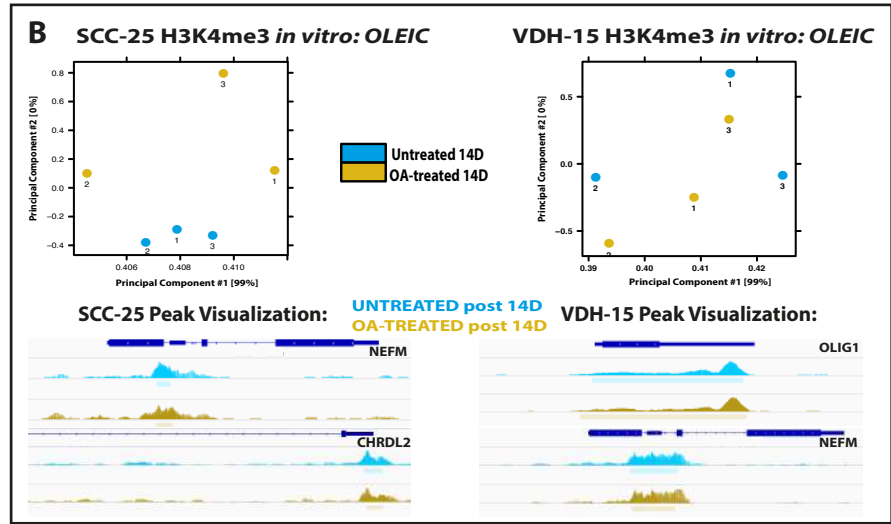 B SCC-25 H3K4me3 in vitro: OLEIC
VDH-15 H3K4me3 in vitro: OLEIC
Principal Component #2 [0%]
0.8
0.6
0.4
0.2
0.0
−0.2
−0.4
3
2
1
2
1
3
0.406
0.408
0.410
Principal Component #1 [99%]
Untreated 14D
OA-treated 14D
Principal Component #2 [0%]
0.5
0.0
−0.5
1
3
2
3
1
0.39
0.40
0.41
0.42
Principal Component #1 [99%]
SCC-25 Peak Visualization:
UNTREATED post 14D
OA-TREATED post 14D
VDH-15 Peak Visualization:
NEFM
CHRDL2
OLIG1
NEFM